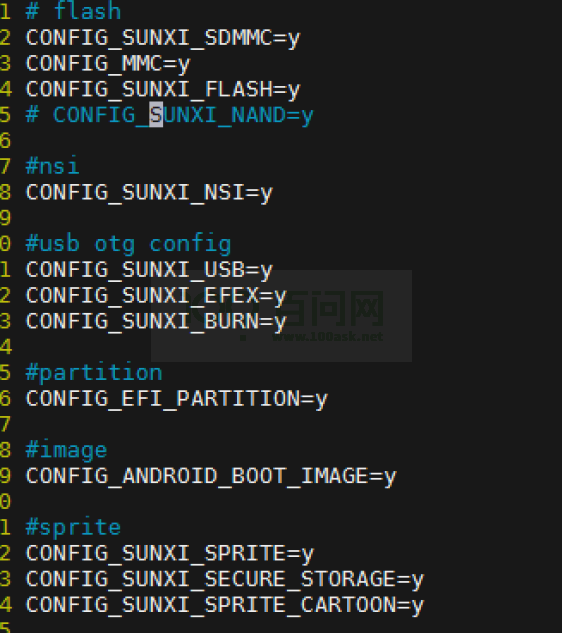 1 # flash
2 CONFIG_SUNXI_SDMMC=y
3 CONFIG_MMC=y
4 CONFIG_SUNXI_FLASH=y
5 # CONFIG_SUNXI_NAND=y
6
7 #nsi
8 CONFIG_SUNXI_NSI=y
9
0 #usb otg config
1 CONFIG_SUNXI_USB=y
2 CONFIG_SUNXI_EFEX=y
3 CONFIG_SUNXI_BURN=y
百问网
www.100ask.net
4
5 #partition
6 CONFIG_EFI_PARTITION=y
7
8 #image
9 CONFIG_ANDROID_BOOT_IMAGE=y
0
1 #sprite
2 CONFIG_SUNXI_SPRITE=y
3 CONFIG_SUNXI_SECURE_STORAGE=y
4 CONFIG_SUNXI_SPRITE_CARTOON=y
5